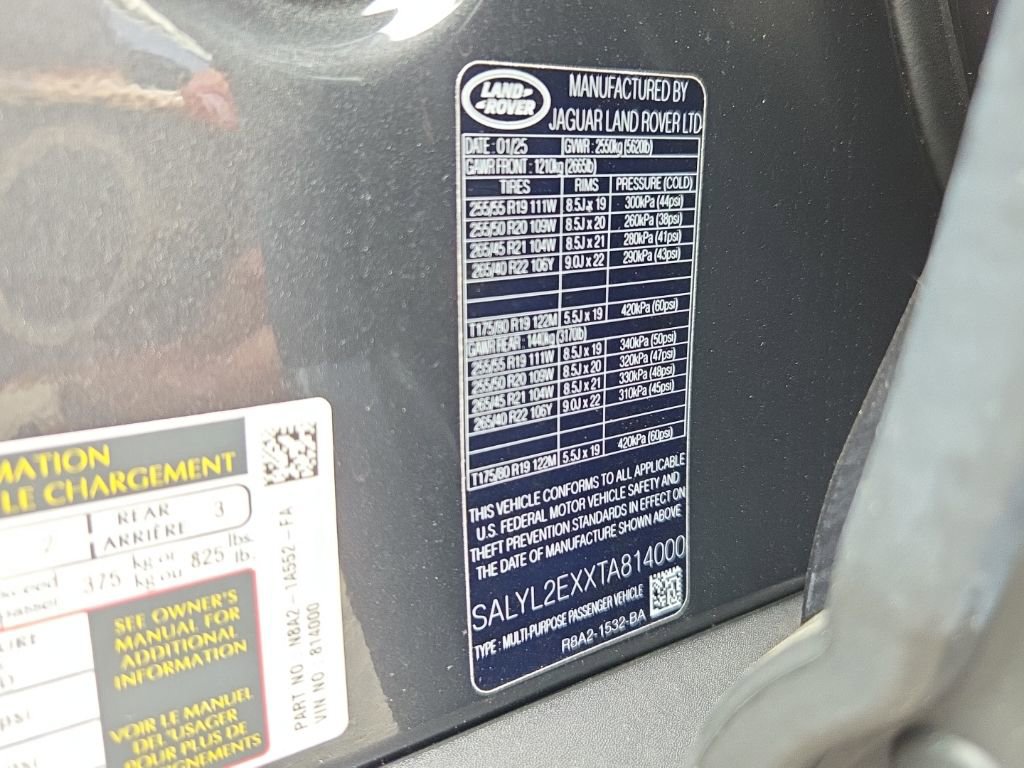 LAND
ROVER
MANUFACTURED BY
JAGUAR LAND ROVER LTD
DATE : 01/25 GVWR : 2550kg (5620lb)
GAWR FRONT : 1210kg (2665lb)
TIRES RIMS PRESSURE (COLD)
255/55 R19 111W 8.5J x 19 300kPa (44psi)
255/50 R20 109W 8.5J x 20 260kPa (38psi)
265/45 R21 104W 8.5J x 21 280kPa (41psi)
265/40 R22 106Y 9.0J x 22 290kPa (43psi)
T175/80 R19 122M 5.5J x 19 420kPa (60psi)
GAWR REAR : 1440kg (3170lb)
255/55 R19 111W 8.5J x 19 340kPa (50psi)
255/50 R20 109W 8.5J x 20 320kPa (47psi)
265/45 R21 104W 8.5J x 21 330kPa (48psi)
265/40 R22 106Y 9.0J x 22 310kPa (45psi)
T175/80 R19 122M 5.5J x 19 420kPa (60psi)
THIS VEHICLE CONFORMS TO ALL APPLICABLE
U.S. FEDERAL MOTOR VEHICLE SAFETY AND
THEFT PREVENTION STANDARDS IN EFFECT ON
THE DATE OF MANUFACTURE SHOWN ABOVE
SALYL2EXXTA814000
TYPE : MULTI-PURPOSE PASSENGER VEHICLE
R8A2-1532-BA
MATION
LE CHARGEMENT
2 REAR 3
ARRIÈRE
375 kg or 825 lbs.
kg ou lb.
SEE OWNER'S
MANUAL FOR
ADDITIONAL
INFORMATION
VOIR LE MANUEL
DE L'USAGER
POUR PLUS DE
GNEMENTS
PART NO : N8A2-1A552-FA
VIN NO : 814000